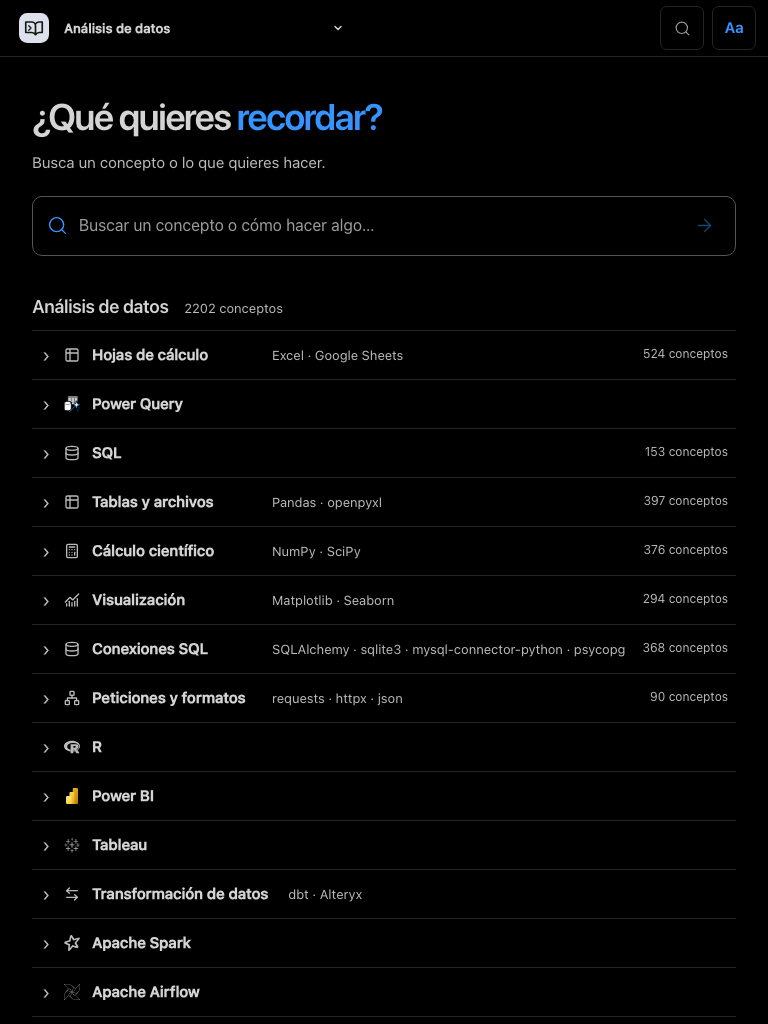 Análisis de datos
Aa
¿Qué quieres recordar?
Busca un concepto o lo que quieres hacer.
Buscar un concepto o cómo hacer algo...
Análisis de datos 2202 conceptos
Hojas de cálculo Excel · Google Sheets 524 conceptos
Power Query
SQL 153 conceptos
Tablas y archivos Pandas · openpyxl 397 conceptos
Cálculo científico NumPy · SciPy 376 conceptos
Visualización Matplotlib · Seaborn 294 conceptos
Conexiones SQL SQLAlchemy · sqlite3 · mysql-connector-python · psycopg 368 conceptos
Peticiones y formatos requests · httpx · json 90 conceptos
R
Power BI
Tableau
Transformación de datos dbt · Alteryx
Apache Spark
Apache Airflow